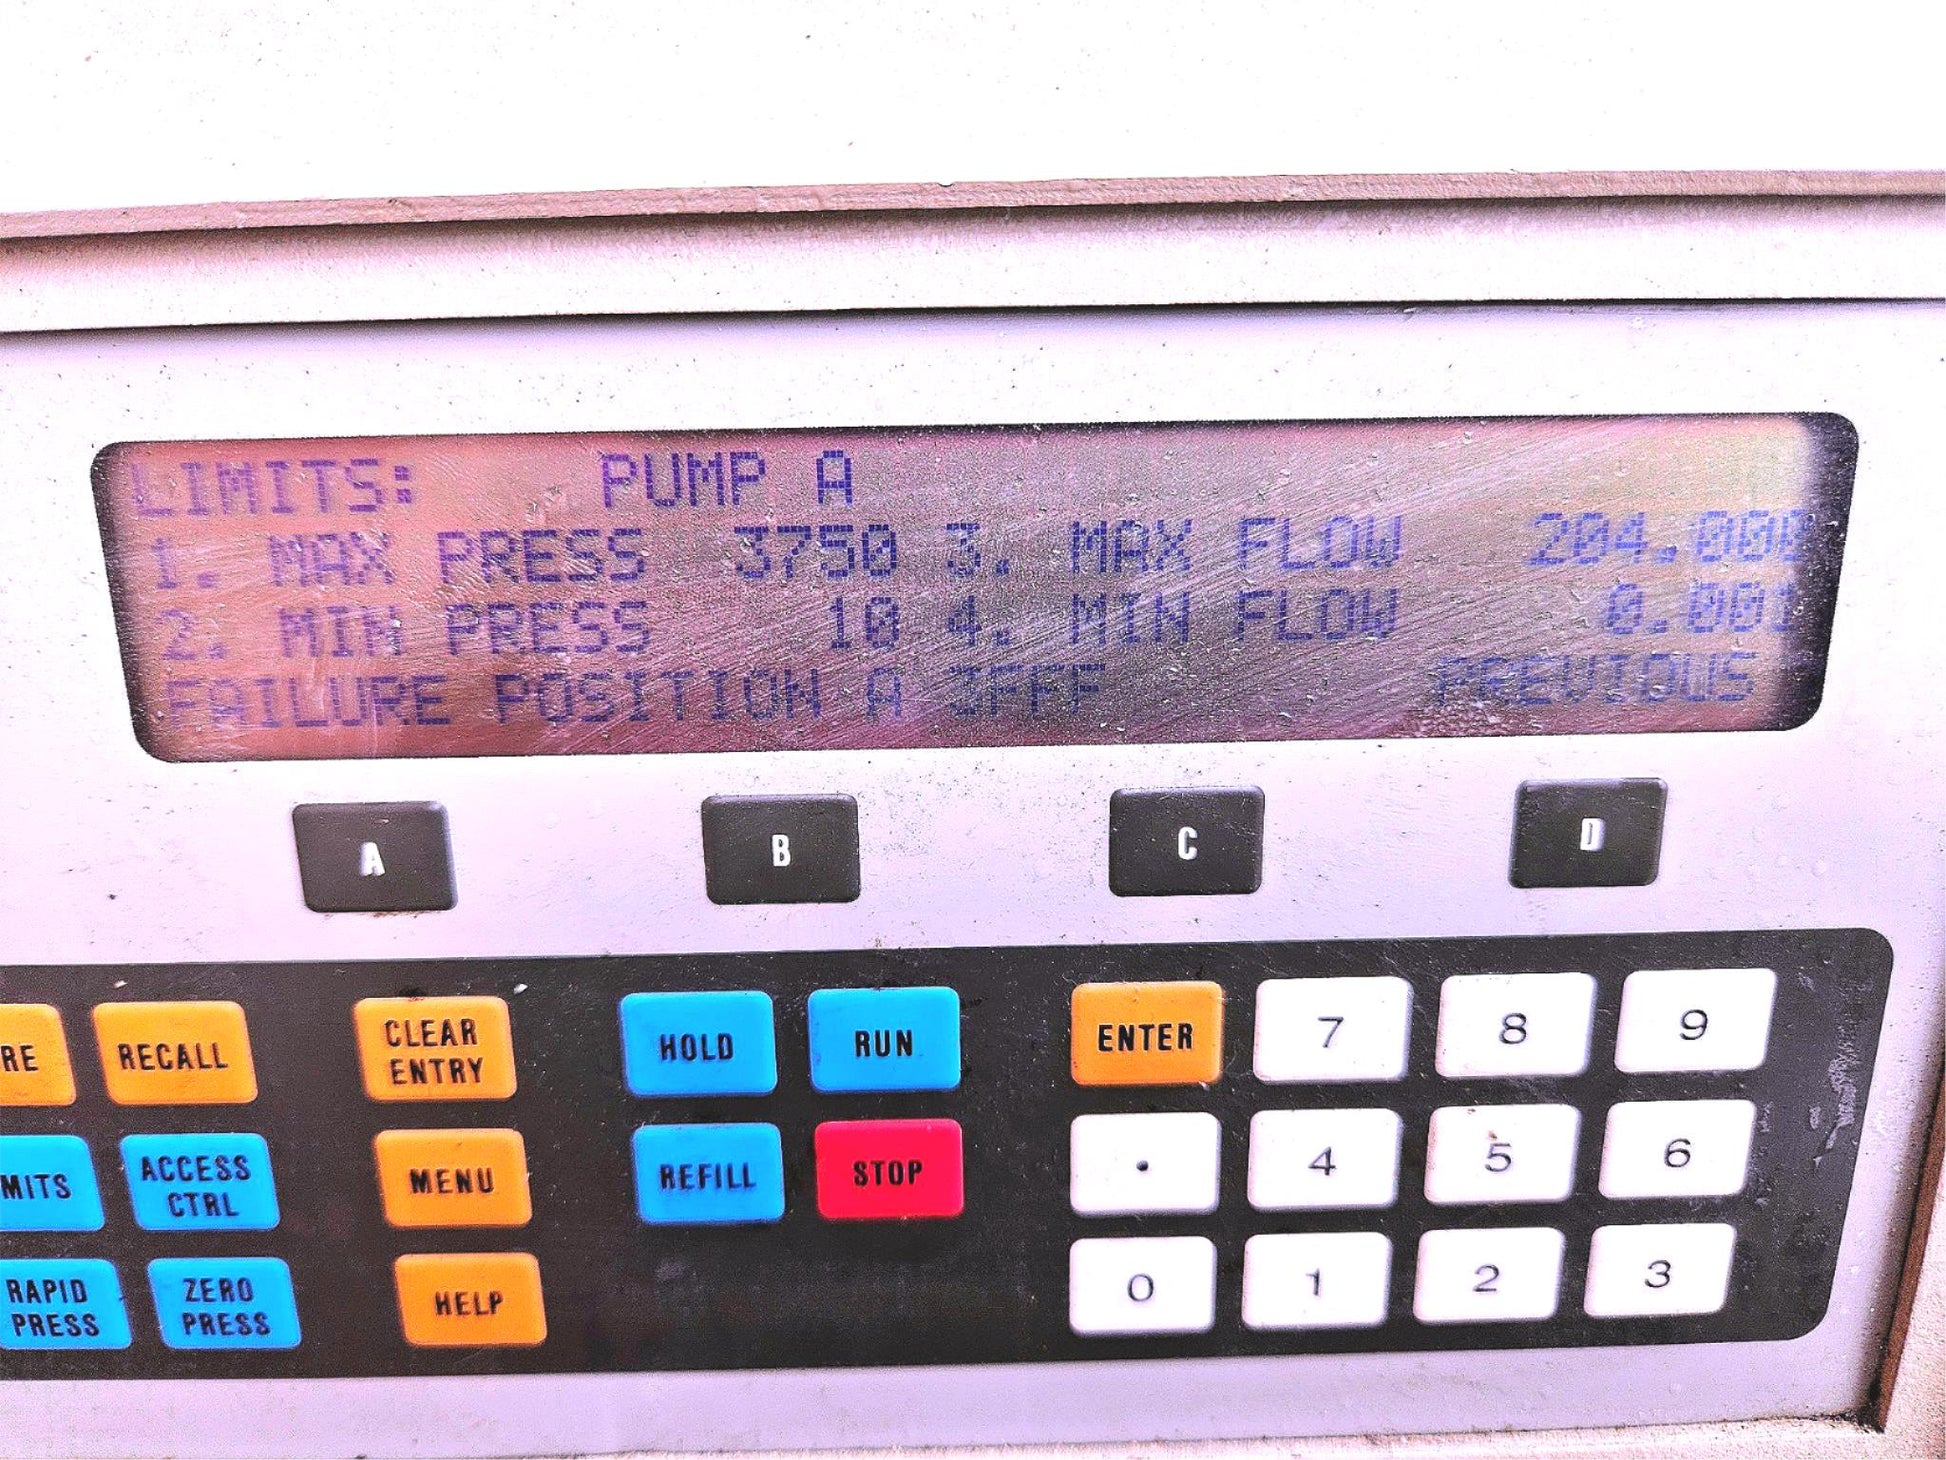 LIMITS: PUMP A
1. MAX PRESS 3750 3. MAX FLOW 204.000
2. MIN PRESS 10 4. MIN FLOW 0.001
FAILURE POSITION A 3FFF PREVIOUS
A B C D
RE RECALL CLEAR ENTRY HOLD RUN ENTER 7 8 9
MITS ACCESS CTRL MENU REFILL STOP . 4 5 6
RAPID PRESS ZERO PRESS HELP 0 1 2 3